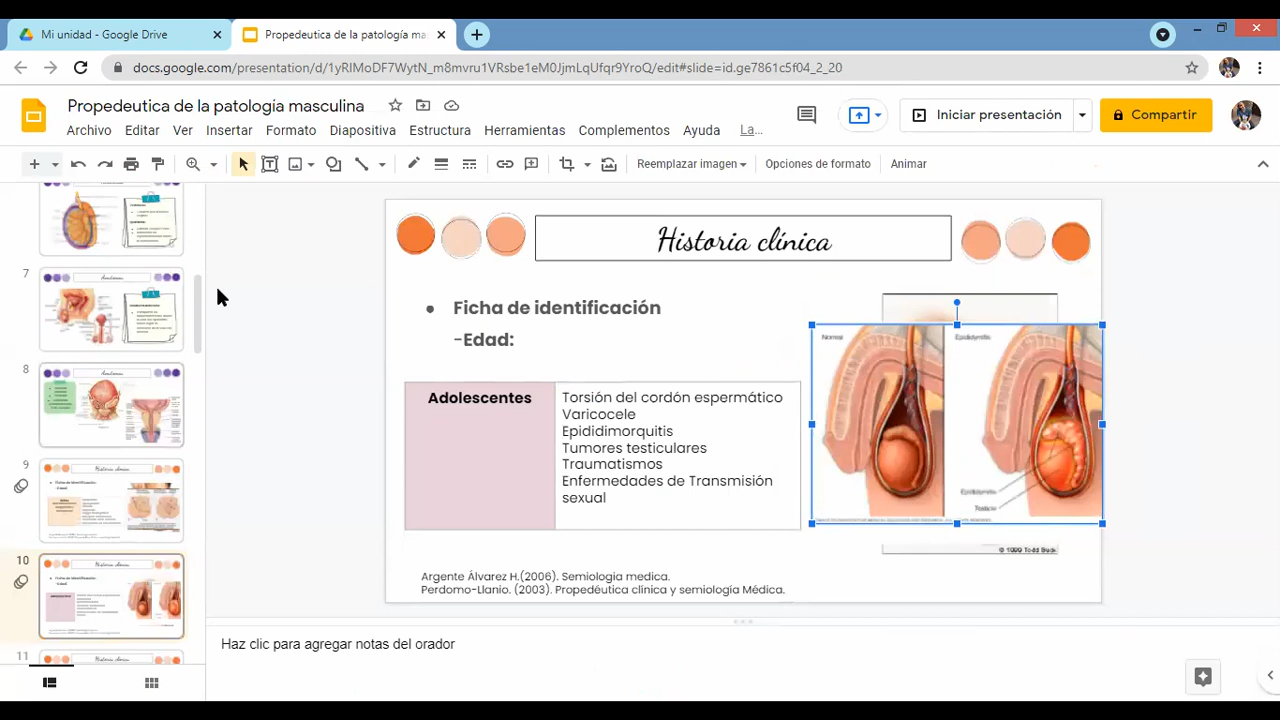 Mi unidad - Google Drive
Propedeutica de la patología ma
docs.google.com/presentation/d/1yRIMoDF7WytN_m8mvru1VRsbe1eM0JjmLqUfqr9YroQ/edit#slide=id.ge7861c5f04_2_20
Propedeutica de la patología masculina
Archivo Editar Ver Insertar Formato Diapositiva Estructura Herramientas Complementos Ayuda La...
Iniciar presentación
Compartir
Reemplazar imagen
Opciones de formato
Animar
7
8
9
10
11
Historia clínica
● Ficha de identificación
-Edad:
Adolescentes
Torsión del cordón espermático
Varicocele
Epididimorquitis
Tumores testiculares
Traumatismos
Enfermedades de Transmisión
sexual
Normal
Epididymitis
Epididymitis
Testicle
© 1999 Todd Buck
Argente Álvarez H.(2006). Semiologia medica.
Propedéutica clínica y semiología Médica.
Haz clic para agregar notas del orador